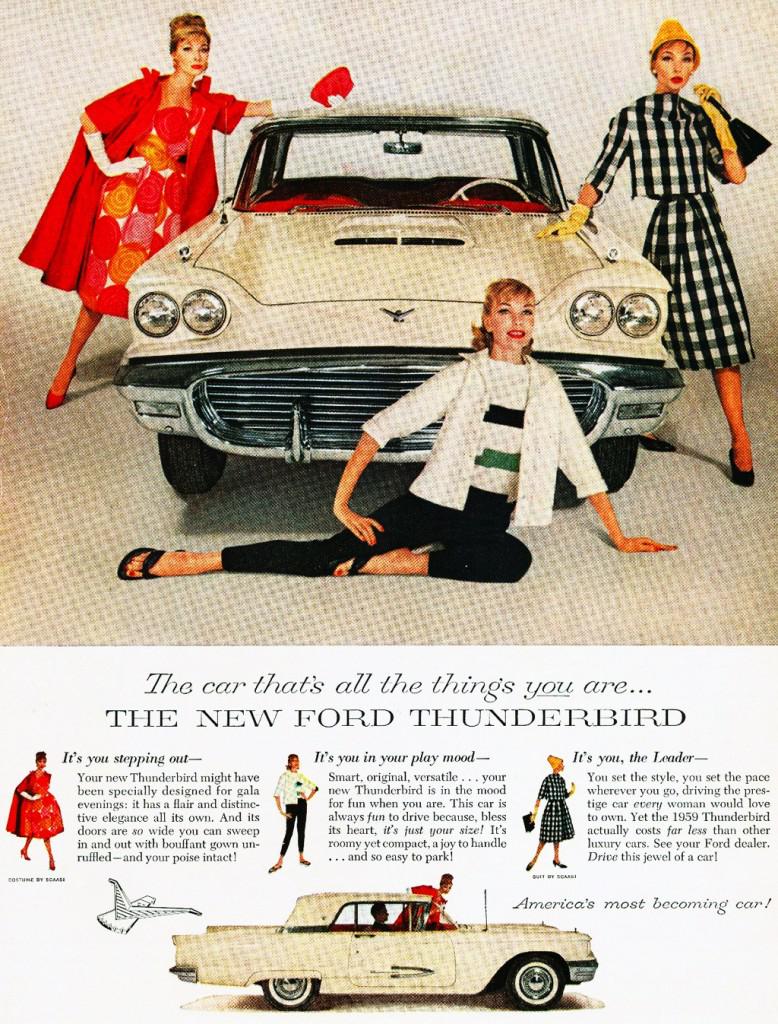 The car that's all the things you are...
THE NEW FORD THUNDERBIRD
It's you stepping out—
Your new Thunderbird might have
been specially designed for gala
evenings: it has a flair and distinc-
tive elegance all its own. And its
doors are so wide you can sweep
in and out with bouffant gown un-
ruffled—and your poise intact!
COSTUME BY SCAASI
It's you in your play mood—
Smart, original, versatile . . . your
new Thunderbird is in the mood
for fun when you are. This car is
always fun to drive because, bless
its heart, it's just your size! It's
roomy yet compact, a joy to handle
. . . and so easy to park!
It's you, the Leader—
You set the style, you set the pace
wherever you go, driving the pres-
tige car every woman would love
to own. Yet the 1959 Thunderbird
actually costs far less than other
luxury cars. See your Ford dealer.
Drive this jewel of a car!
SUIT BY SCAASI
America's most becoming car!